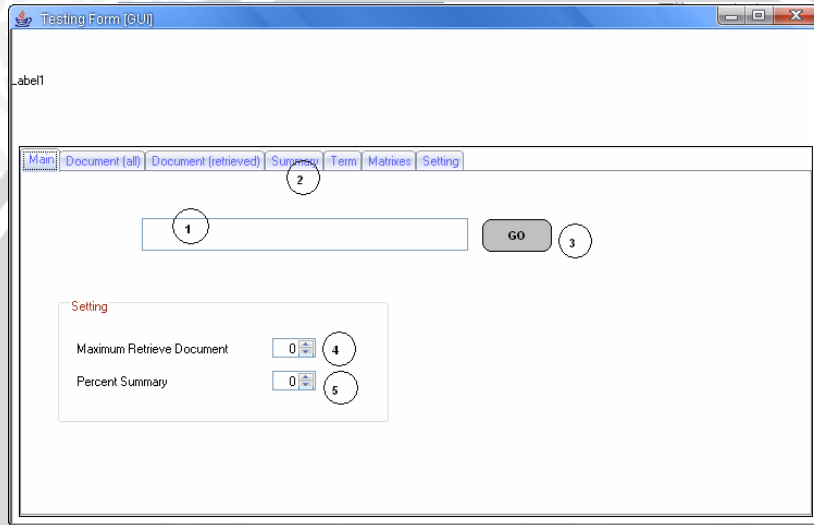 Testing Form [GUI]
Label1
Main Document (all) Document (retrieved) Summary Term Matrixes Setting
2
1 GO 3
Setting
Maximum Retrieve Document 0 4
Percent Summary 0 5